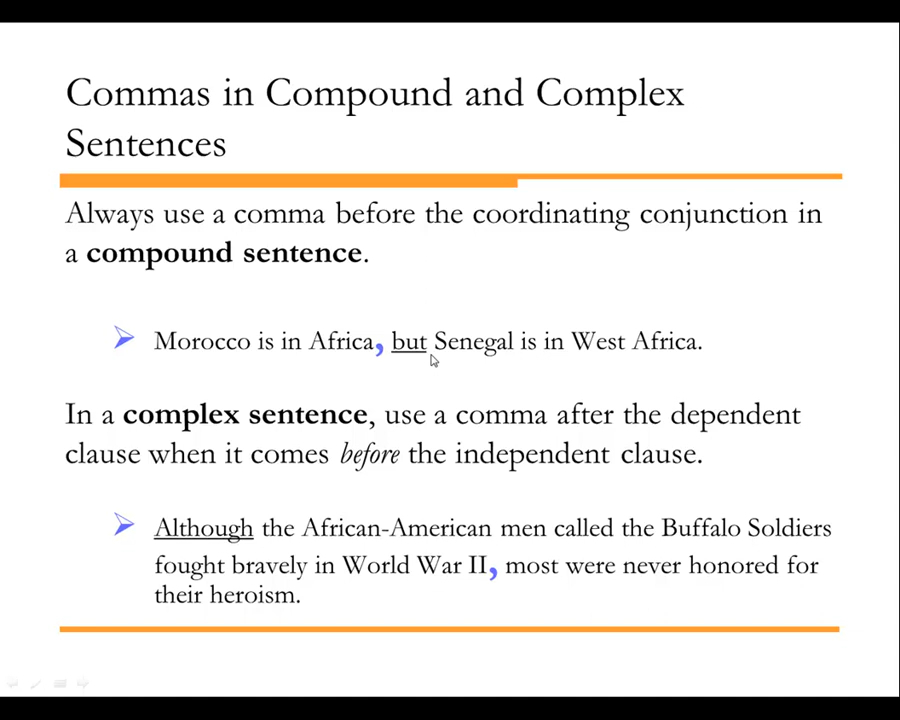 Commas in Compound and Complex
Sentences
Always use a comma before the coordinating conjunction in
a compound sentence.
Morocco is in Africa, but Senegal is in West Africa.
In a complex sentence, use a comma after the dependent
clause when it comes before the independent clause.
Although the African-American men called the Buffalo Soldiers
fought bravely in World War II, most were never honored for
their heroism.